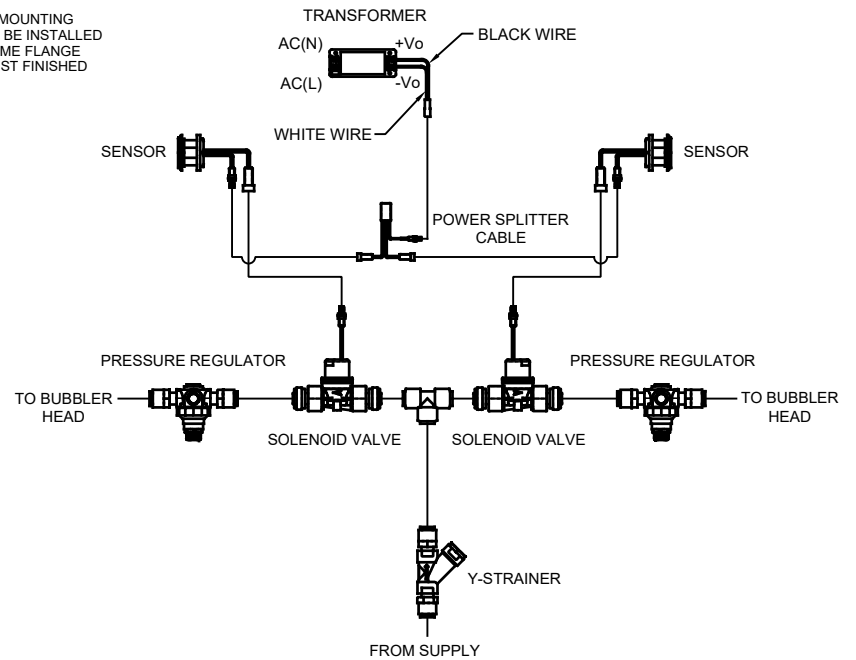 MOUNTING
BE INSTALLED
ME FLANGE
ST FINISHED
TRANSFORMER
AC(N)
+Vo
BLACK WIRE
AC(L)
-Vo
WHITE WIRE
SENSOR
SENSOR
POWER SPLITTER
CABLE
PRESSURE REGULATOR
PRESSURE REGULATOR
TO BUBBLER
HEAD
TO BUBBLER
HEAD
SOLENOID VALVE
SOLENOID VALVE
Y-STRAINER
FROM SUPPLY